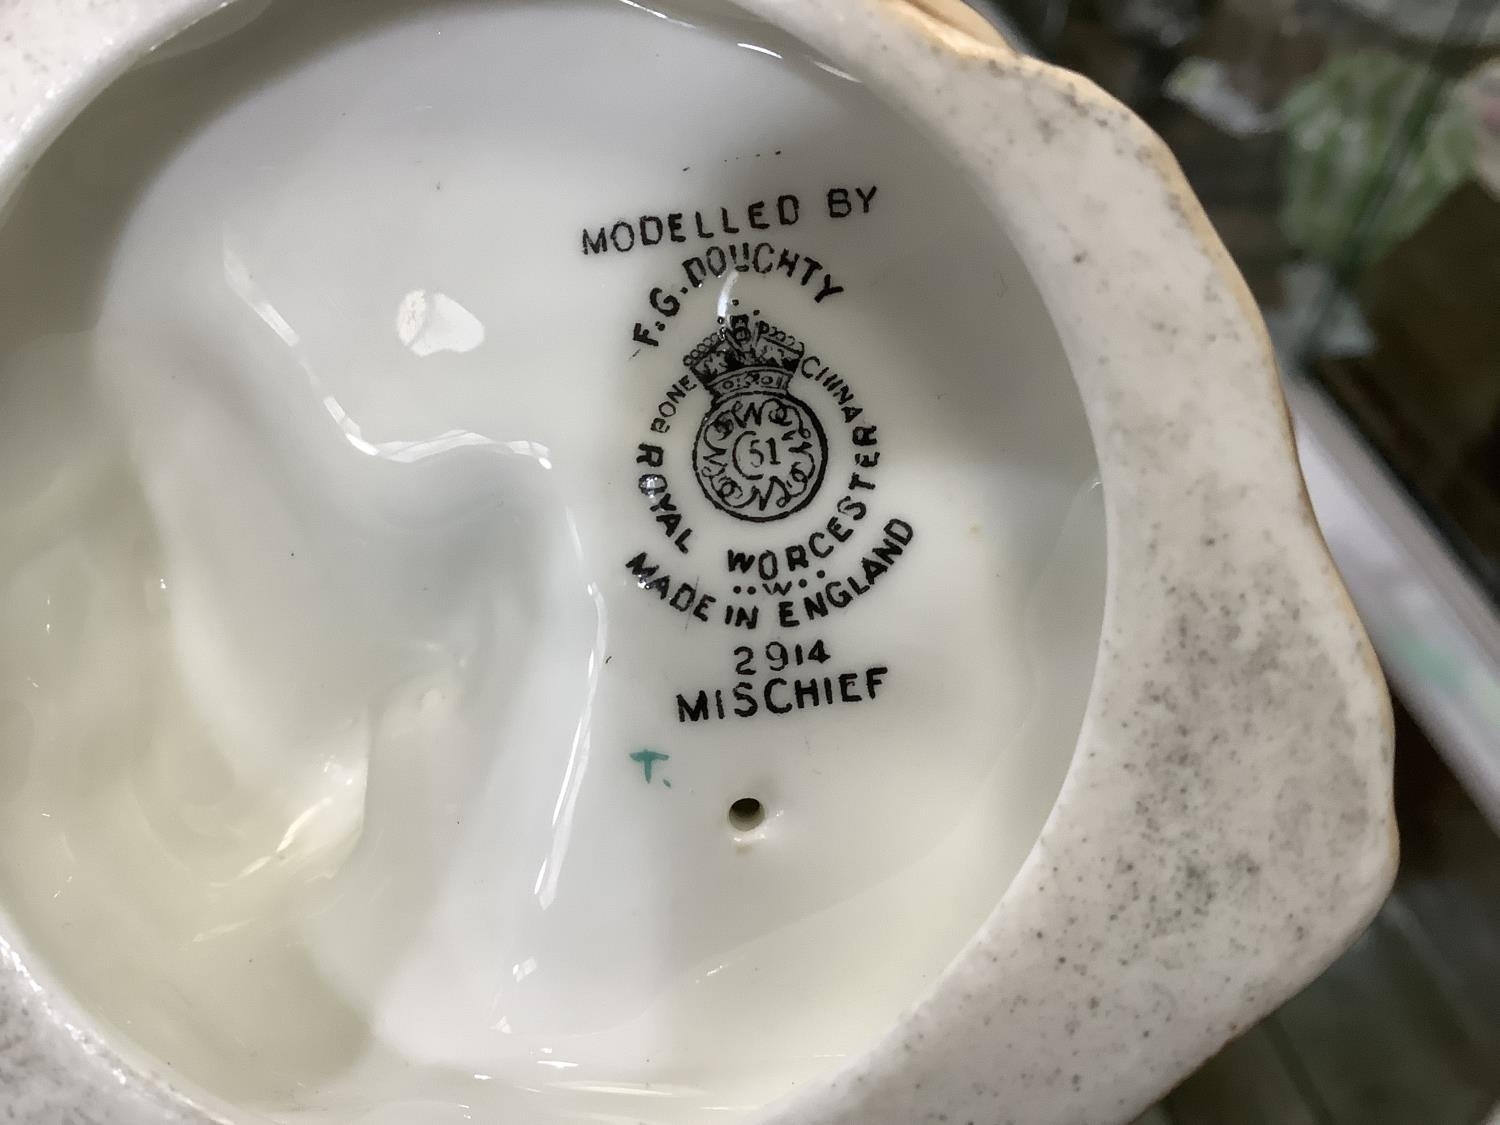 MODELLED BY
F.G.DOUGHTY
BONE CHINA
51
ROYAL WORCESTER
W
MADE IN ENGLAND
2914
MISCHIEF
T.